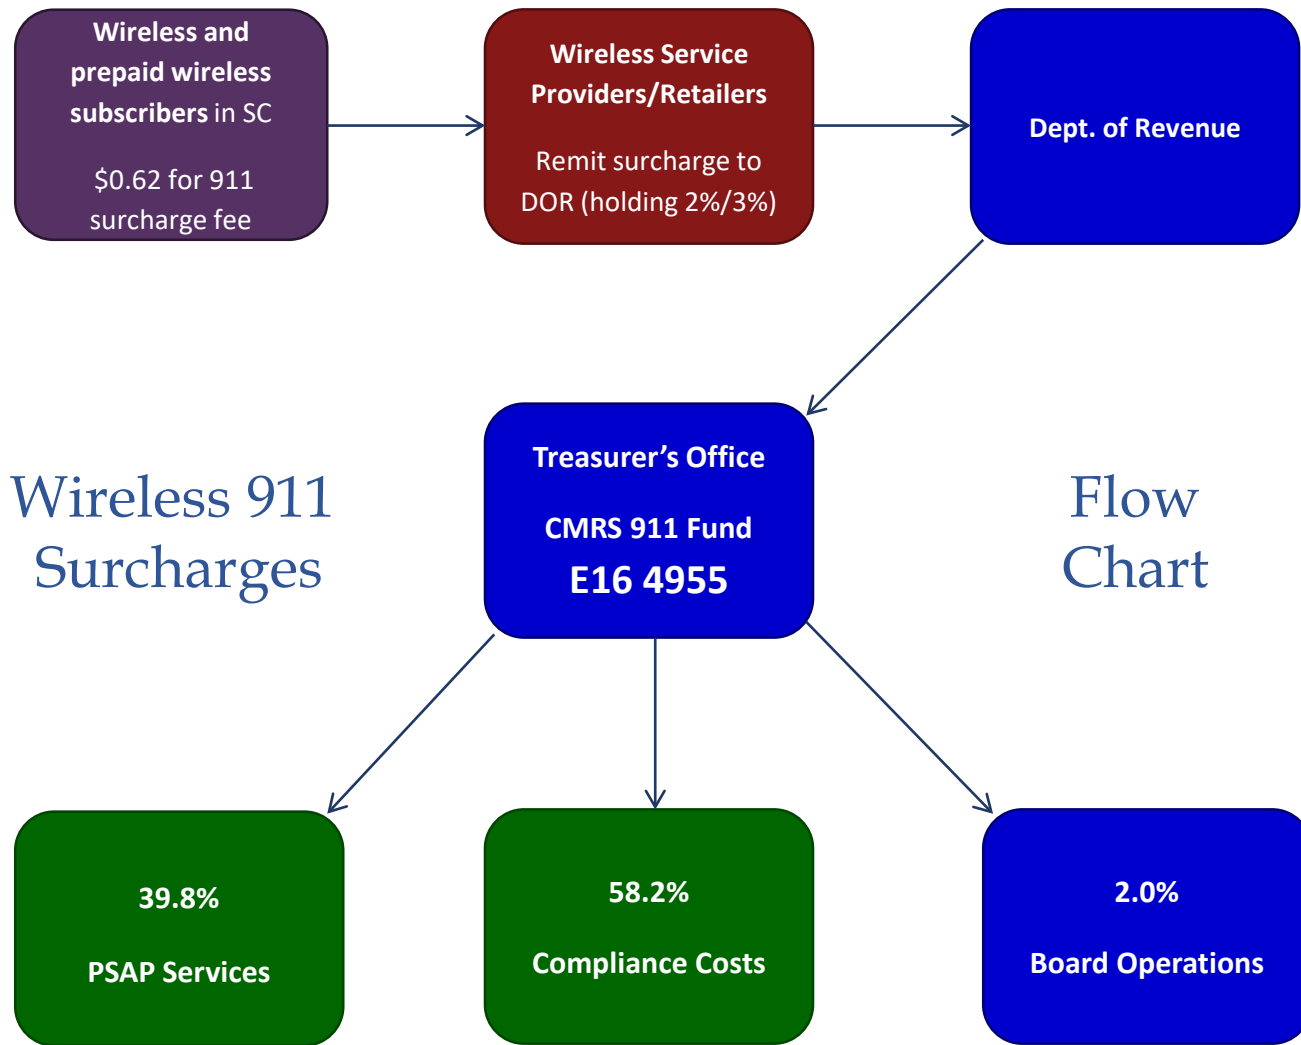 Wireless and
prepaid wireless
subscribers in SC
$0.62 for 911
surcharge fee
Wireless Service
Providers/Retailers
Remit surcharge to
DOR (holding 2%/3%)
Dept. of Revenue
Wireless 911
Surcharges
Treasurer’s Office
CMRS 911 Fund
E16 4955
Flow
Chart
39.8%
PSAP Services
58.2%
Compliance Costs
2.0%
Board Operations